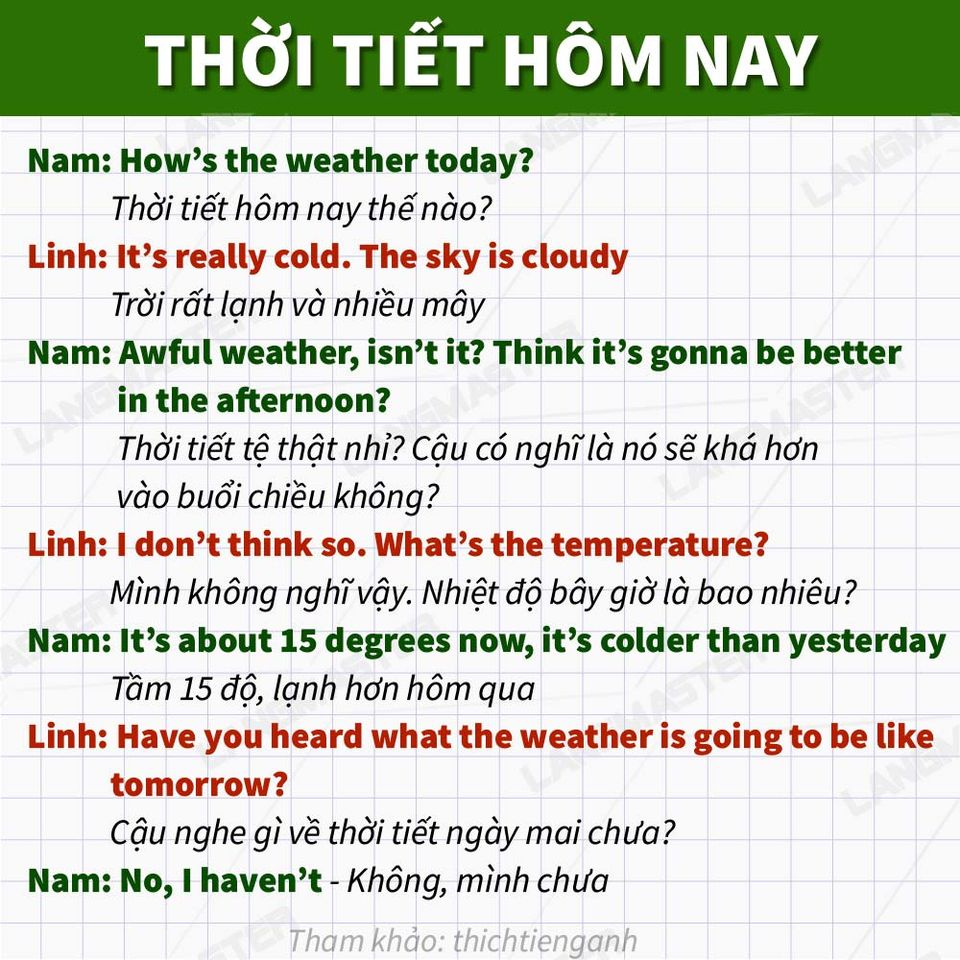 THỜI TIẾT HÔM NAY
Nam: How's the weather today?
Thời tiết hôm nay thế nào?
Linh: It's really cold. The sky is cloudy
Trời rất lạnh và nhiều mây
Nam: Awful weather, isn't it? Think it's gonna be better
in the afternoon?
Thời tiết tệ thật nhỉ? Cậu có nghĩ là nó sẽ khá hơn
vào buổi chiều không?
Linh: I don't think so. What's the temperature?
Mình không nghĩ vậy. Nhiệt độ bây giờ là bao nhiêu?
Nam: It's about 15 degrees now, it's colder than yesterday
Tầm 15 độ, lạnh hơn hôm qua
Linh: Have you heard what the weather is going to be like
tomorrow?
Cậu nghe gì về thời tiết ngày mai chưa?
Nam: No, I haven't - Không, mình chưa
Tham khảo: thichtienganh
LANGMASTER